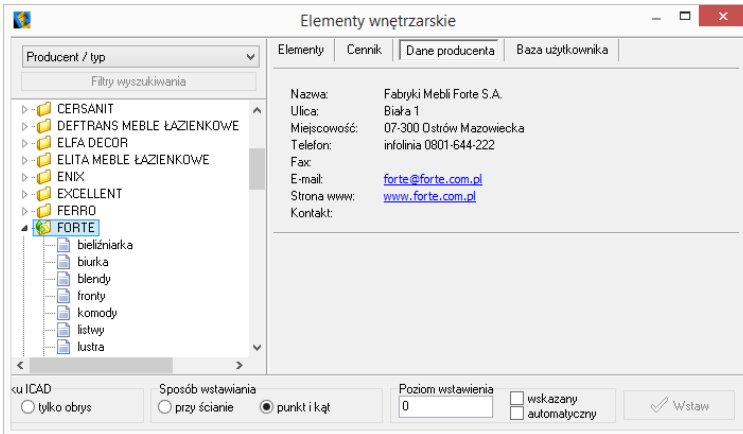 Elementy wnętrzarskie
Producent / typ
Filtry wyszukiwania
CERSANIT
DEFTRANS MEBLE ŁAZIENKOWE
ELFA DECOR
ELITA MEBLE ŁAZIENKOWE
ENIX
EXCELLENT
FERRO
FORTE
bieliźniarka
biurka
blendy
fronty
komody
listwy
lustra
Elementy Cennik Dane producenta Baza użytkownika
Nazwa: Fabryki Mebli Forte S.A.
Ulica: Biała 1
Miejscowość: 07-300 Ostrów Mazowiecka
Telefon: infolinia 0801-644-222
Fax:
E-mail: forte@forte.com.pl
Strona www: www.forte.com.pl
Kontakt:
ku ICAD
tylko obrys
Sposób wstawiania
przy ścianie punkt i kąt
Poziom wstawienia
0
wskazany
automatyczny
Wstaw